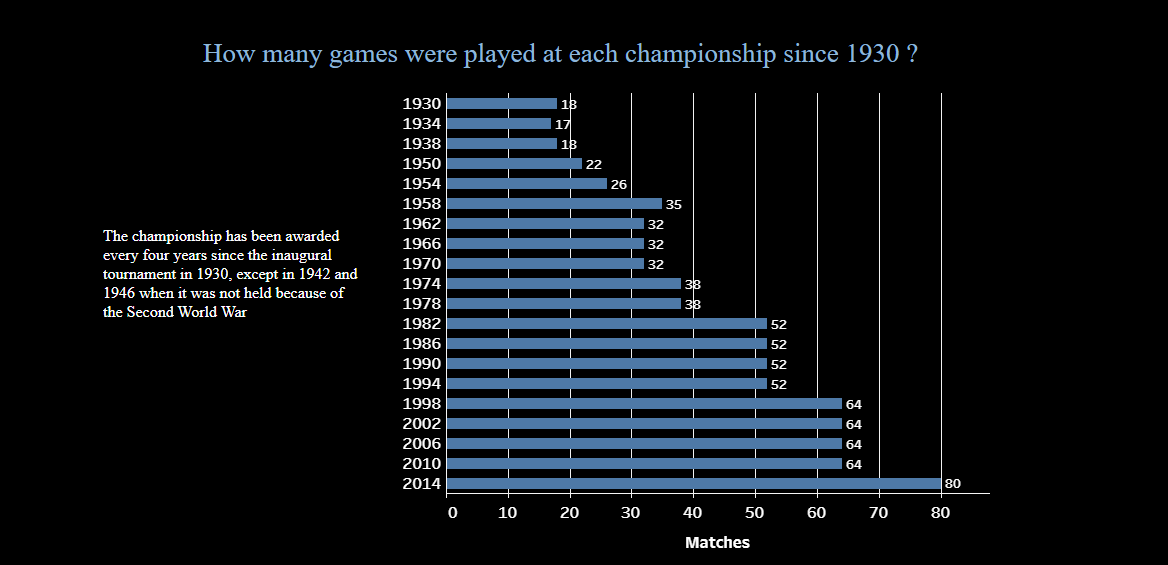 How many games were played at each championship since 1930 ?
The championship has been awarded
every four years since the inaugural
tournament in 1930, except in 1942 and
1946 when it was not held because of
the Second World War
1930 18
1934 17
1938 18
1950 22
1954 26
1958 35
1962 32
1966 32
1970 32
1974 38
1978 38
1982 52
1986 52
1990 52
1994 52
1998 64
2002 64
2006 64
2010 64
2014 80
0 10 20 30 40 50 60 70 80
Matches